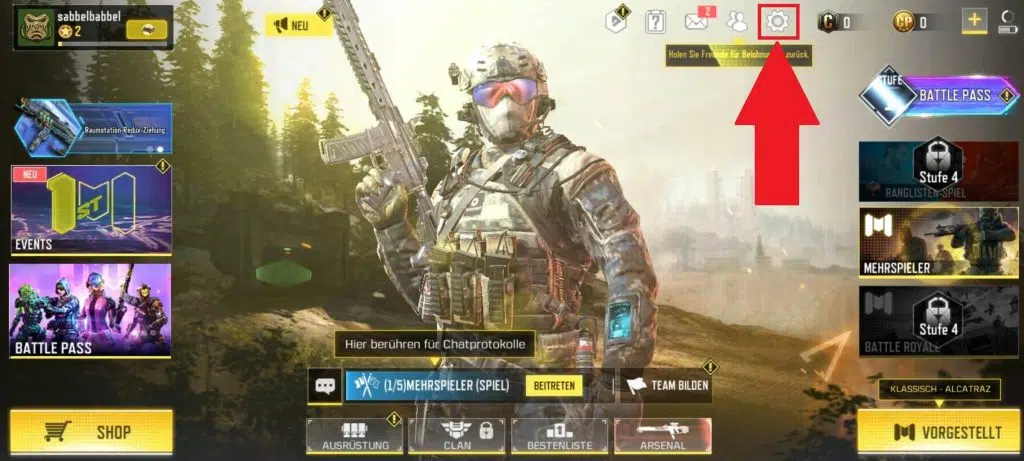 sabbelbabbel
2
NEU
2
0
CP
0
Holen Sie Freunde für Belohnungen zurück.
Raumstation-Redux-Ziehung
STUFE
1
BATTLE PASS
NEU
1ST
EVENTS
Stufe 4
RANGLISTEN-SPIEL
MEHRSPIELER
BATTLE PASS
Stufe 4
BATTLE ROYALE
Hier berühren für Chatprotokolle
(1/5)MEHRSPIELER (SPIEL)
BEITRETEN
TEAM BILDEN
KLASSISCH - ALCATRAZ
SHOP
AUSRÜSTUNG
CLAN
BESTENLISTE
ARSENAL
VORGESTELLT